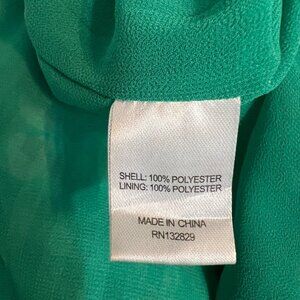 SHELL: 100% POLYESTER
LINING: 100% POLYESTER
MADE IN CHINA
RN132829